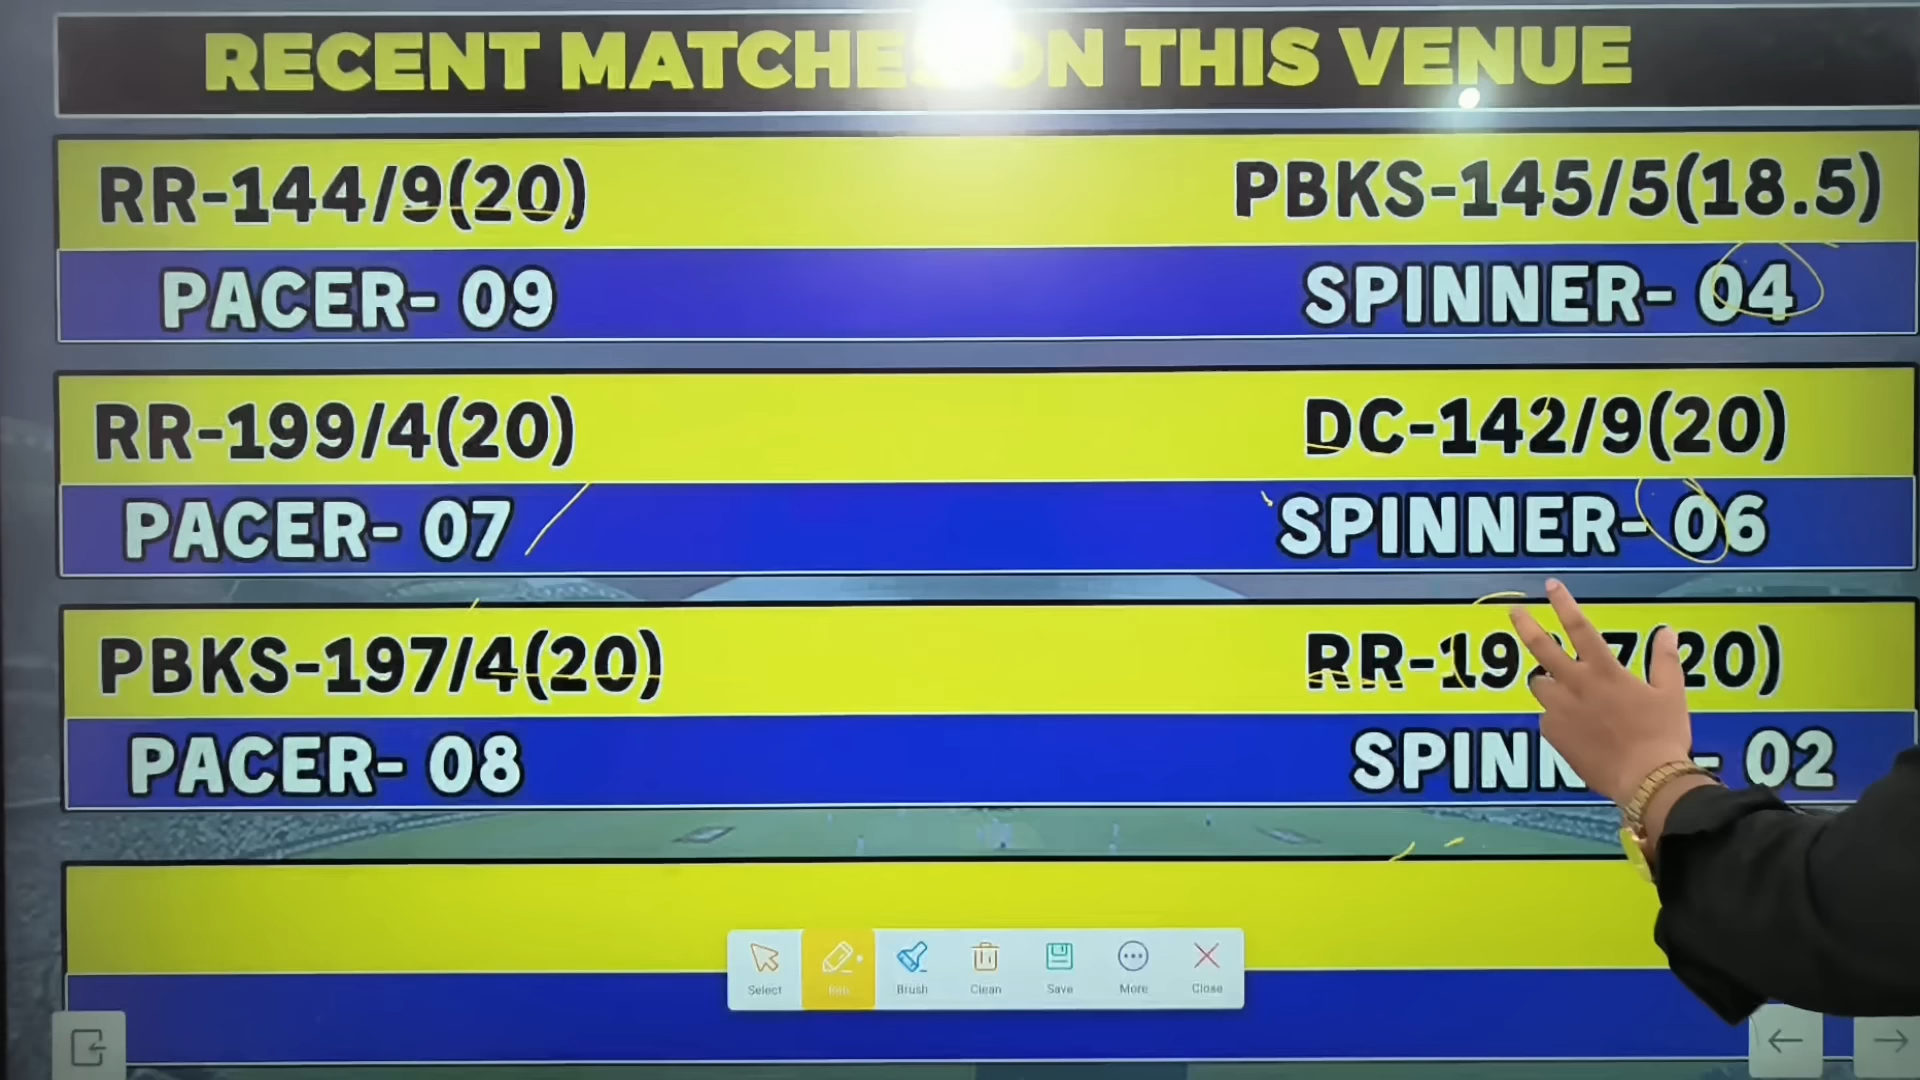 RECENT MATCHES ON THIS VENUE
RR-144/9(20) PBKS-145/5(18.5)
PACER- 09 SPINNER- 04
RR-199/4(20) DC-142/9(20)
PACER- 07 SPINNER- 06
PBKS-197/4(20)
PACER- 08 02
Select Brush Clean Save More Close